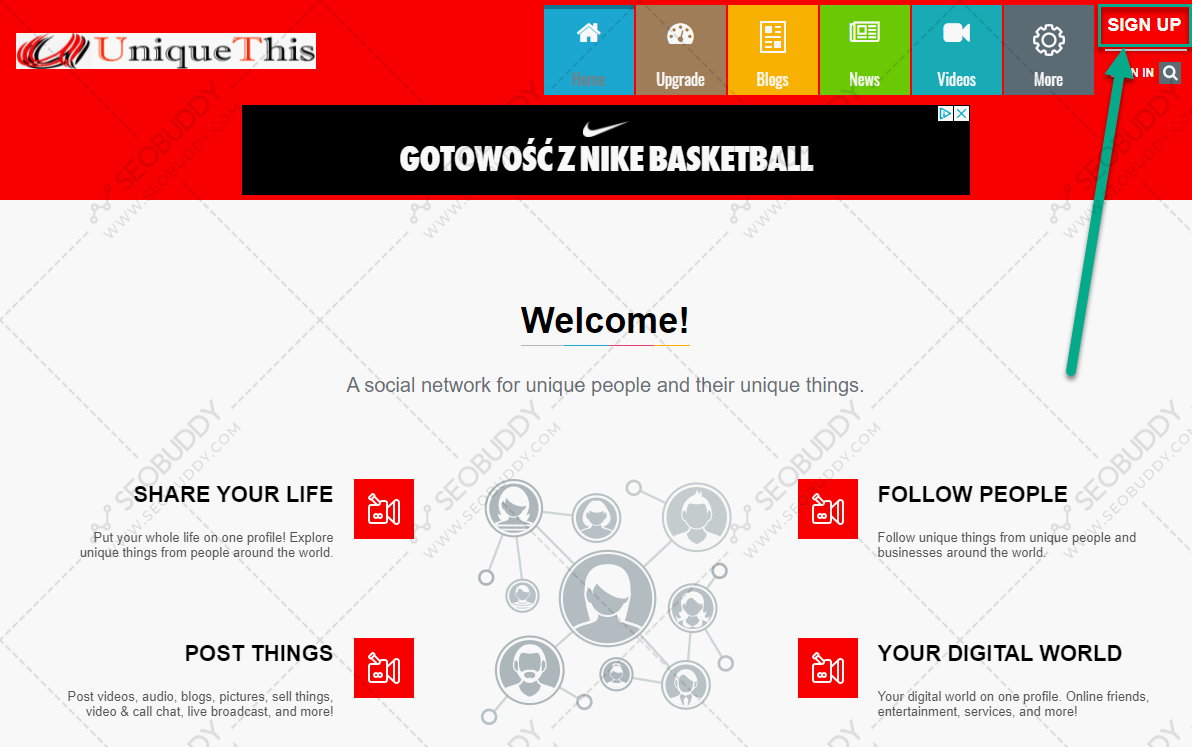 UniqueThis
Home
Upgrade
Blogs
News
Videos
More
SIGN UP
N IN
GOTOWOŚĆ Z NIKE BASKETBALL
Welcome!
A social network for unique people and their unique things.
SHARE YOUR LIFE
Put your whole life on one profile! Explore
unique things from people around the world.
FOLLOW PEOPLE
Follow unique things from unique people and
businesses around the world.
POST THINGS
Post videos, audio, blogs, pictures, sell things,
video & call chat, live broadcast, and more!
YOUR DIGITAL WORLD
Your digital world on one profile. Online friends,
entertainment, services, and more!
SEOBUDDY
WWW.SEOBUDDY.COM